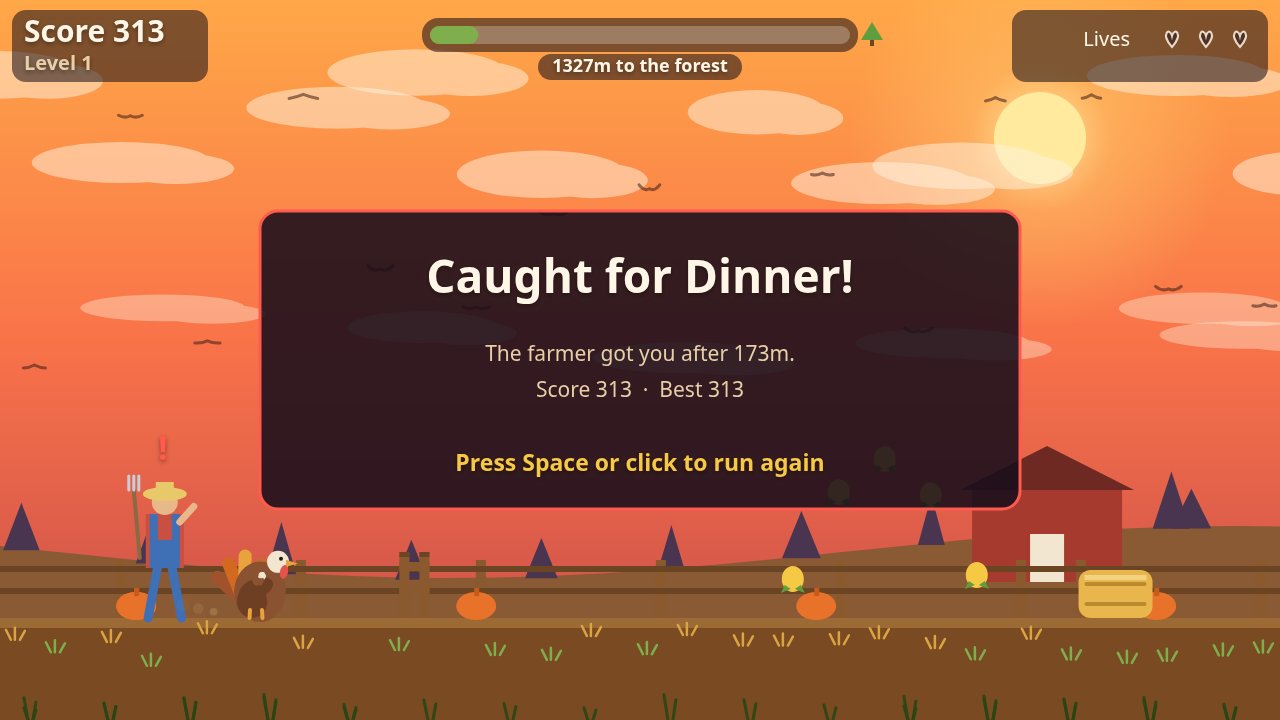 Score 313
Level 1
1327m to the forest
Lives
Caught for Dinner!
The farmer got you after 173m.
Score 313 · Best 313
Press Space or click to run again
!